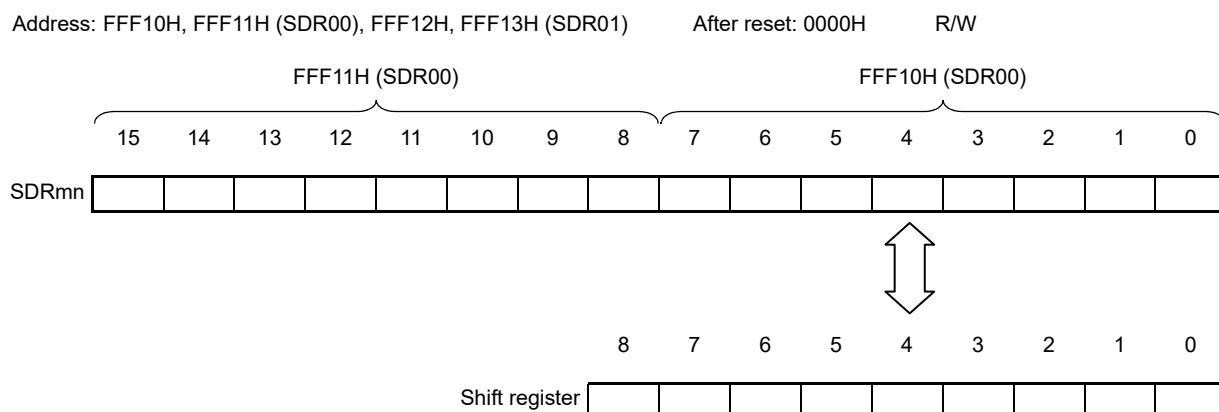 Address: FFF10H, FFF11H (SDR00), FFF12H, FFF13H (SDR01) After reset: 0000H R/W
FFF11H (SDR00) FFF10H (SDR00)
15 14 13 12 11 10 9 8 7 6 5 4 3 2 1 0
SDRmn
8 7 6 5 4 3 2 1 0
Shift register